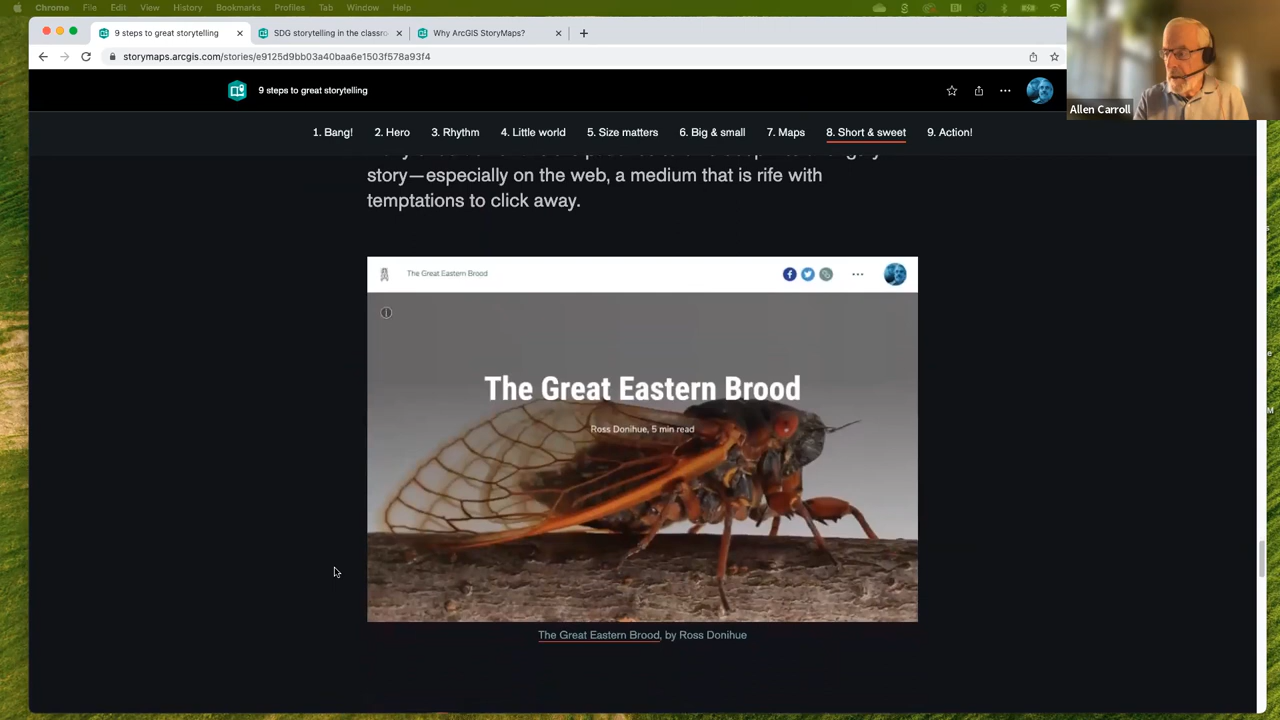 Chrome File Edit View History Bookmarks Profiles Tab Window Help
9 steps to great storytelling
SDG storytelling in the classro
Why ArcGIS StoryMaps?
storymaps.arcgis.com/stories/e9125d9bb03a40baa6e1503f578a93f4
9 steps to great storytelling
Allen Carroll
1. Bang! 2. Hero 3. Rhythm 4. Little world 5. Size matters 6. Big & small 7. Maps 8. Short & sweet 9. Action!
story—especially on the web, a medium that is rife with
temptations to click away.
The Great Eastern Brood
The Great Eastern Brood
Ross Donihue, 5 min read
The Great Eastern Brood, by Ross Donihue